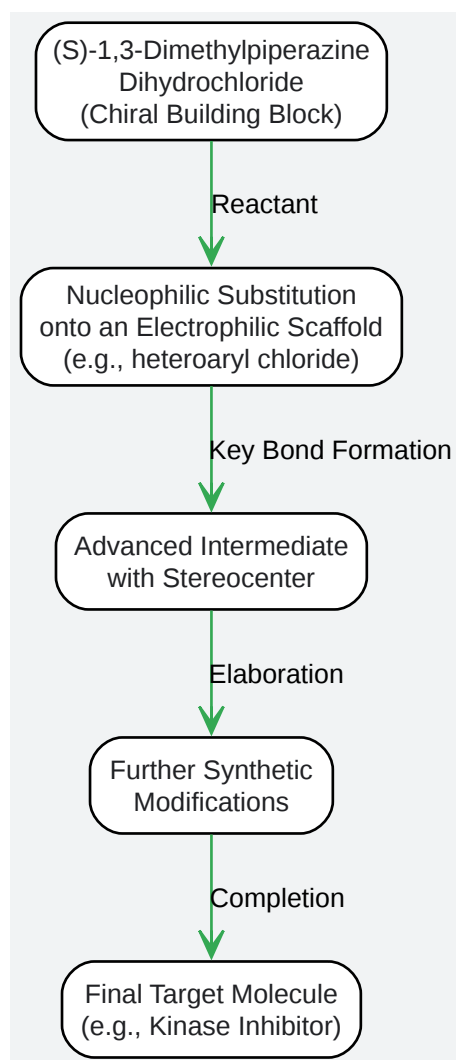 (S)-1,3-Dimethylpiperazine
Dihydrochloride
(Chiral Building Block)
Reactant
Nucleophilic Substitution
onto an Electrophilic Scaffold
(e.g., heteroaryl chloride)
Key Bond Formation
Advanced Intermediate
with Stereocenter
Elaboration
Further Synthetic
Modifications
Completion
Final Target Molecule
(e.g., Kinase Inhibitor)